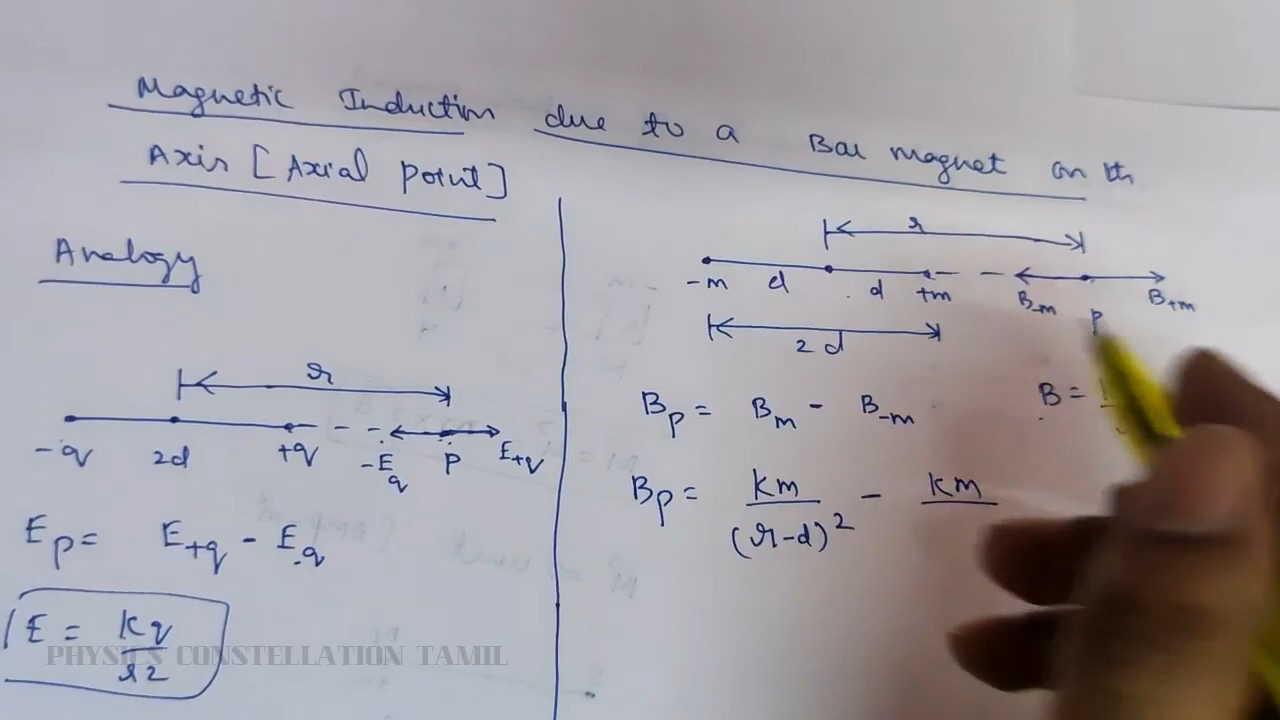 Magnetic Induction due to a Bar magnet on th
Axis [Axial point]
Analogy
r
-q 2d +q -Eq P E+q
Ep = E+q - E-q
E = kq/r2
r
-m d d +m B-m P B+m
2d
Bp = Bm - B-m
B =
Bp = km/(r-d)² - km
PHYSICS CONSTELLATION TAMIL